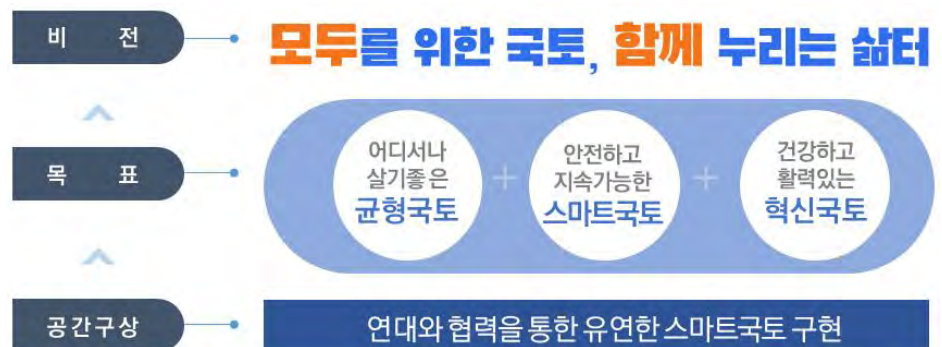 비 전
모두를 위한 국토, 함께 누리는 삶터
목 표
어디서나
살기좋은
균형국토
+
안전하고
지속가능한
스마트국토
+
건강하고
활력있는
혁신국토
공간구상
연대와 협력을 통한 유연한 스마트국토 구현